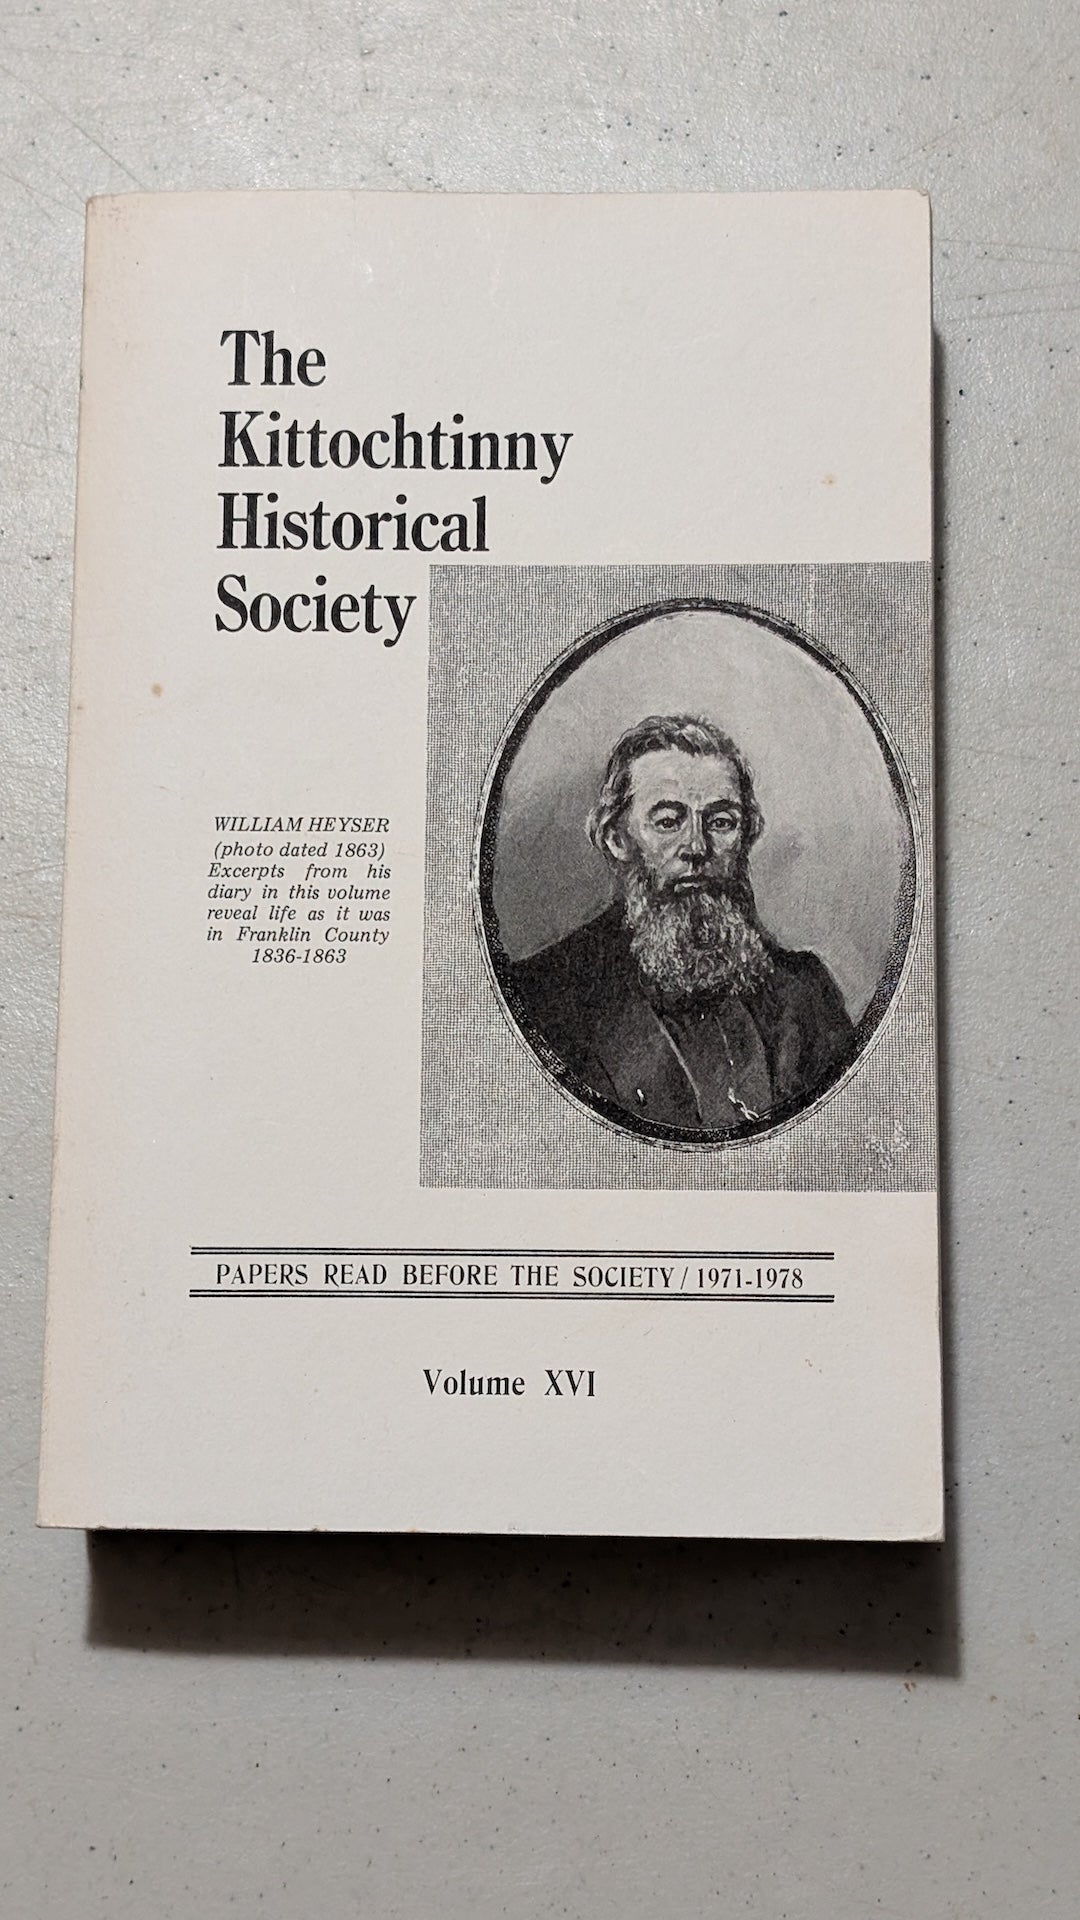 The
Kittochtinny
Historical
Society
WILLIAM HEYSER
(photo dated 1863)
Excerpts from his
diary in this volume
reveal life as it was
in Franklin County
1836-1863
PAPERS READ BEFORE THE SOCIETY / 1971-1978
Volume XVI